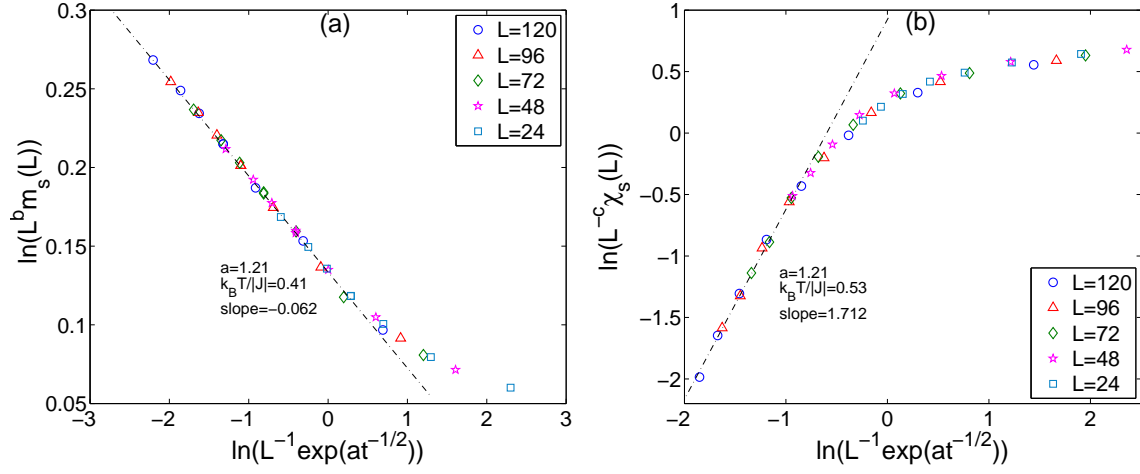 (a)
0.3
0.25
0.2
0.15
0.1
0.05
ln(L^b m_s(L))
L=120
L=96
L=72
L=48
L=24
a=1.21
k_BT/|J|=0.41
slope=−0.062
−3
−2
−1
0
1
2
3
ln(L^{−1}exp(at^{−1/2}))
(b)
1
0.5
0
−0.5
−1
−1.5
−2
ln(L^{−c}χ_s(L))
a=1.21
k_BT/|J|=0.53
slope=1.712
L=120
L=96
L=72
L=48
L=24
−2
−1
0
1
2
ln(L^{−1}exp(at^{−1/2}))